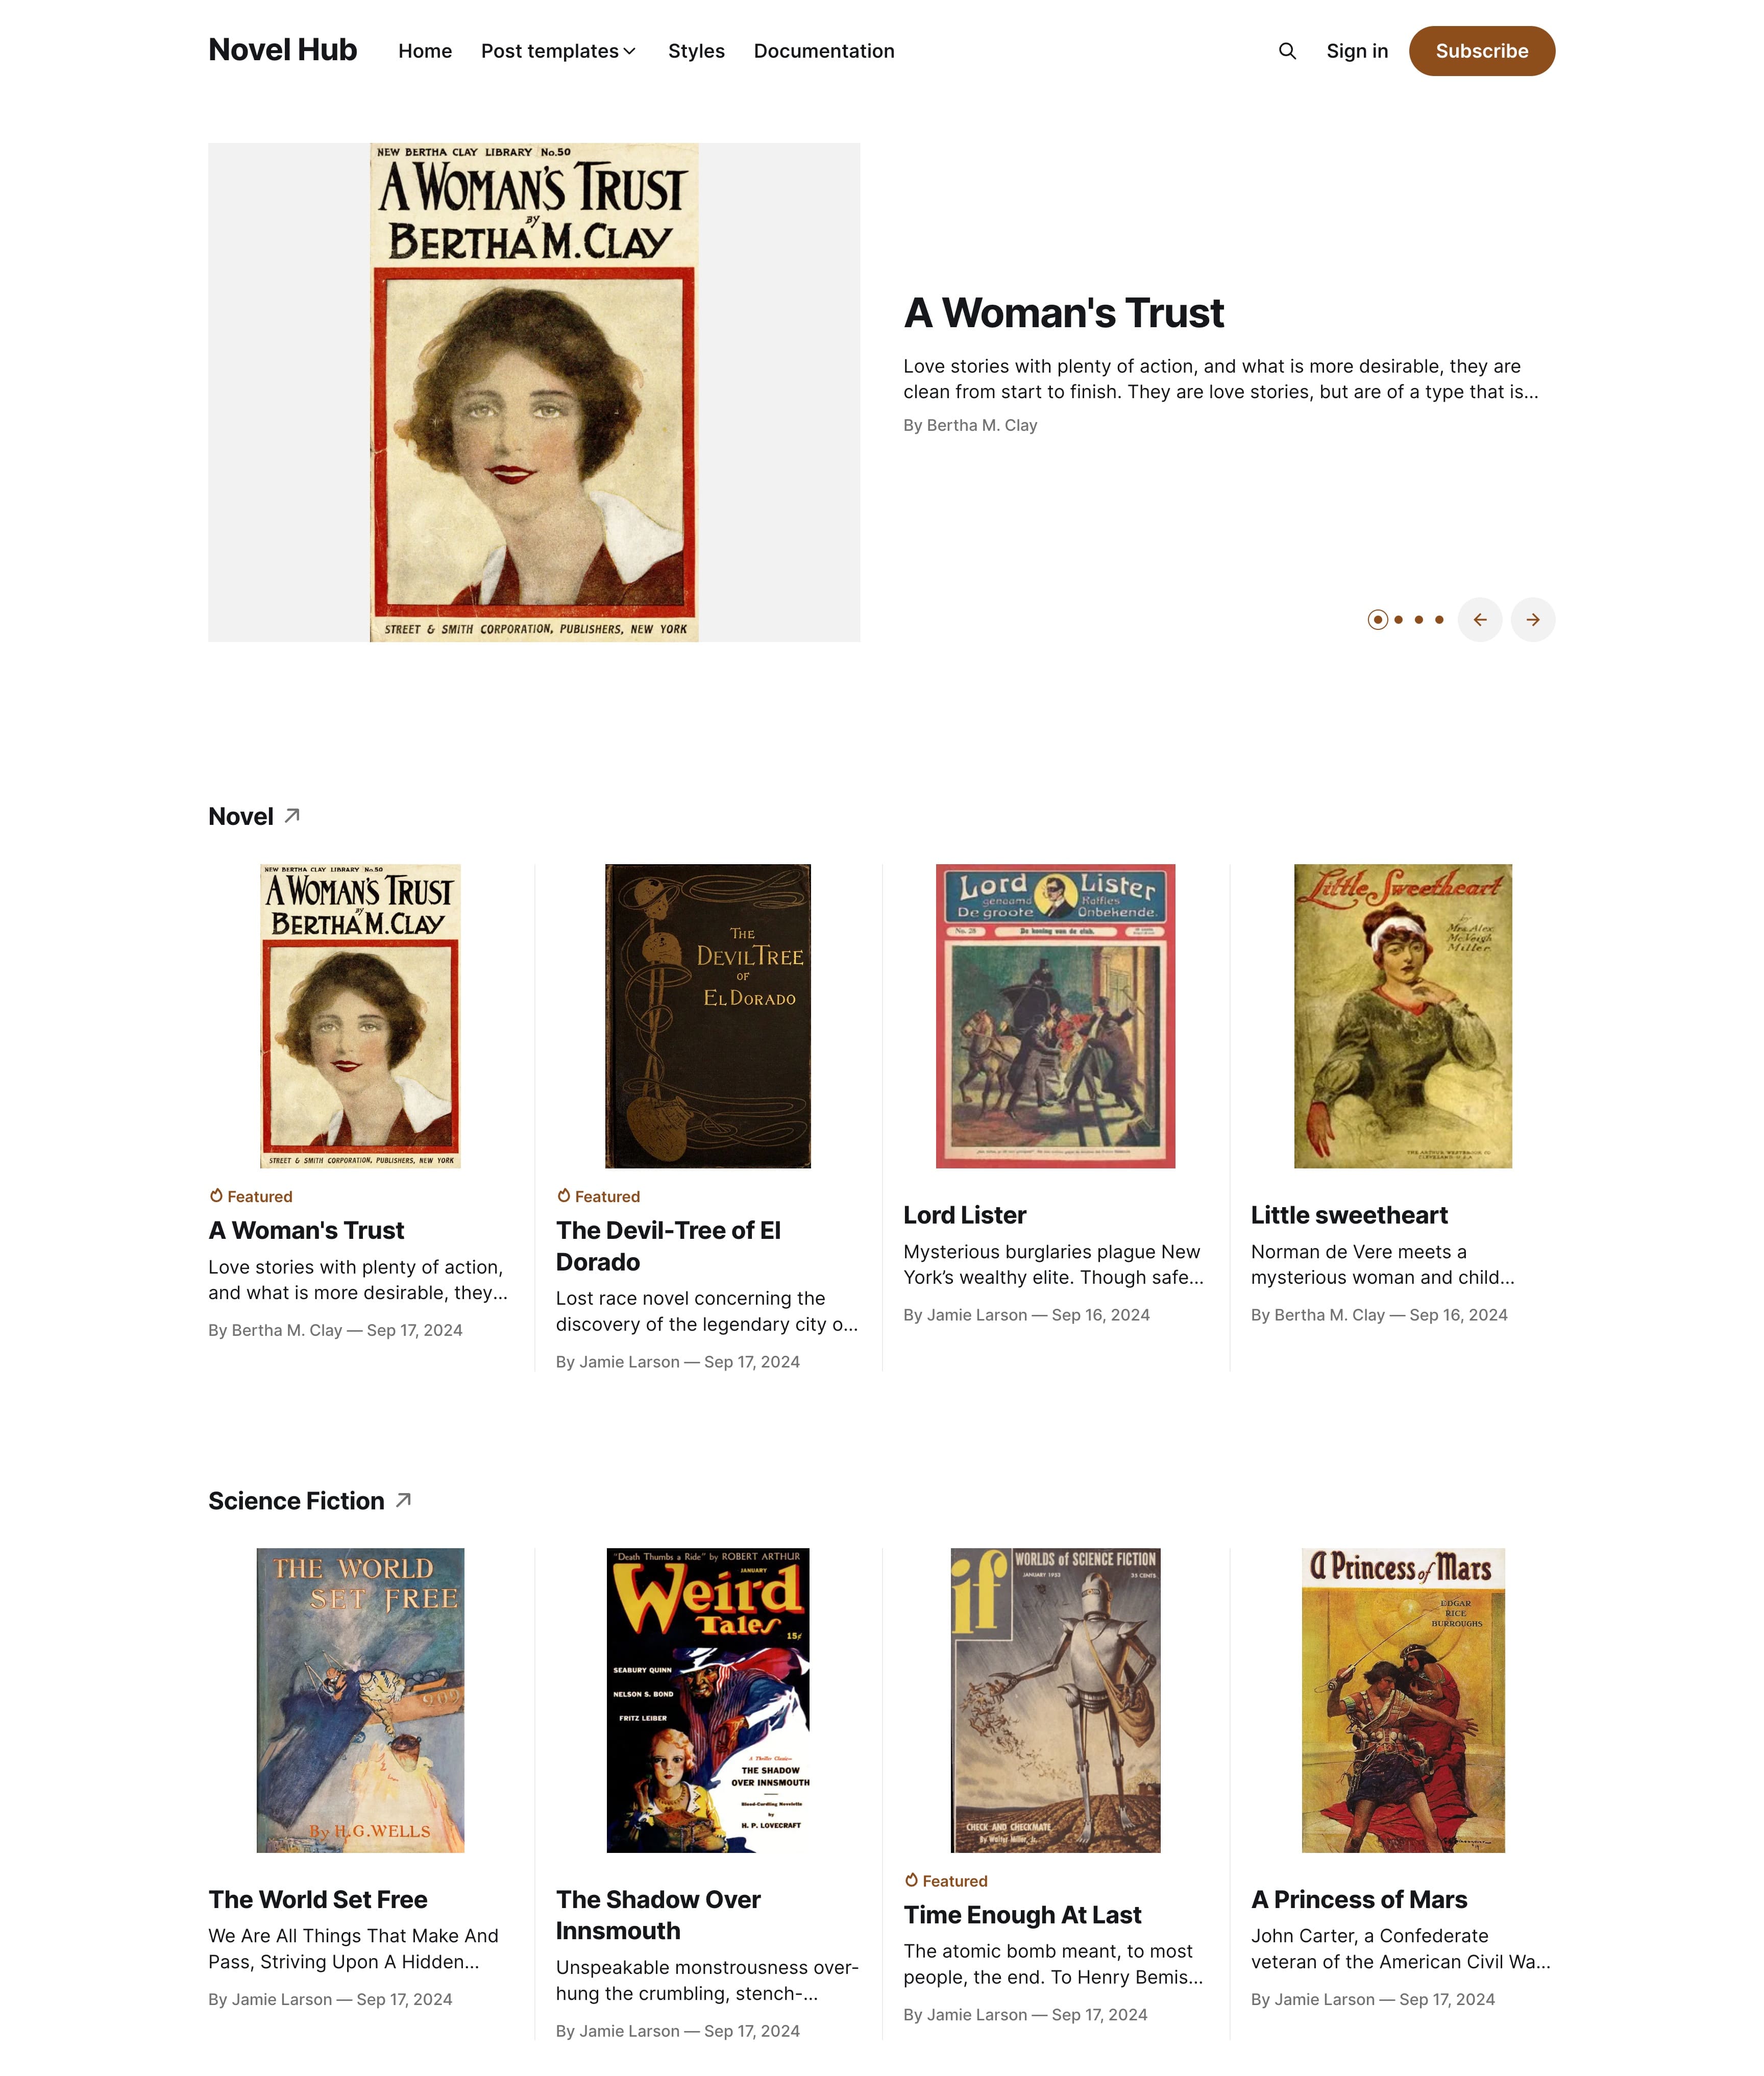 Novel Hub
Home
Post templates
Styles
Documentation
Sign in
Subscribe
NEW BERTHA CLAY LIBRARY No.50
A WOMAN'S TRUST
BY
BERTHA M. CLAY
STREET & SMITH CORPORATION, PUBLISHERS, NEW YORK
A Woman's Trust
Love stories with plenty of action, and what is more desirable, they are
clean from start to finish. They are love stories, but are of a type that is...
By Bertha M. Clay
Novel
NEW BERTHA CLAY LIBRARY No.50
A WOMAN'S TRUST
BY
BERTHA M. CLAY
STREET & SMITH CORPORATION, PUBLISHERS, NEW YORK
Featured
A Woman's Trust
Love stories with plenty of action,
and what is more desirable, they...
By Bertha M. Clay — Sep 17, 2024
THE
DEVIL TREE
OF
EL DORADO
Featured
The Devil-Tree of El
Dorado
Lost race novel concerning the
discovery of the legendary city o...
By Jamie Larson — Sep 17, 2024
Lord Lister
genaamd Raffles
De groote Onbekende.
No. 28 De koning van de club.
Lord Lister
Mysterious burglaries plague New
York’s wealthy elite. Though safe...
By Jamie Larson — Sep 16, 2024
Little Sweetheart
by
Mrs. Alex.
McVeigh
Miller.
THE ARTHUR WESTBROOK CO
CLEVELAND, U.S.A.
Little sweetheart
Norman de Vere meets a
mysterious woman and child...
By Bertha M. Clay — Sep 16, 2024
Science Fiction
THE WORLD
SET FREE
By H.G.WELLS
The World Set Free
We Are All Things That Make And
Pass, Striving Upon A Hidden...
By Jamie Larson — Sep 17, 2024
"Death Thumbs a Ride" by ROBERT ARTHUR
JANUARY
Weird
Tales
15¢
SEABURY QUINN
NELSON S. BOND
FRITZ LEIBER
A Thriller Classic—
THE SHADOW
OVER INNSMOUTH
Blood-Curdling Novelette
by
H. P. LOVECRAFT
The Shadow Over
Innsmouth
Unspeakable monstrousness over-
hung the crumbling, stench-...
By Jamie Larson — Sep 17, 2024
if
WORLDS of SCIENCE FICTION
JANUARY 1953
35 CENTS
CHECK AND CHECKMATE
By Walter Miller, Jr.
Featured
Time Enough At Last
The atomic bomb meant, to most
people, the end. To Henry Bemis...
By Jamie Larson — Sep 17, 2024
A Princess of Mars
EDGAR
RICE
BURROUGHS
A Princess of Mars
John Carter, a Confederate
veteran of the American Civil Wa...
By Jamie Larson — Sep 17, 2024